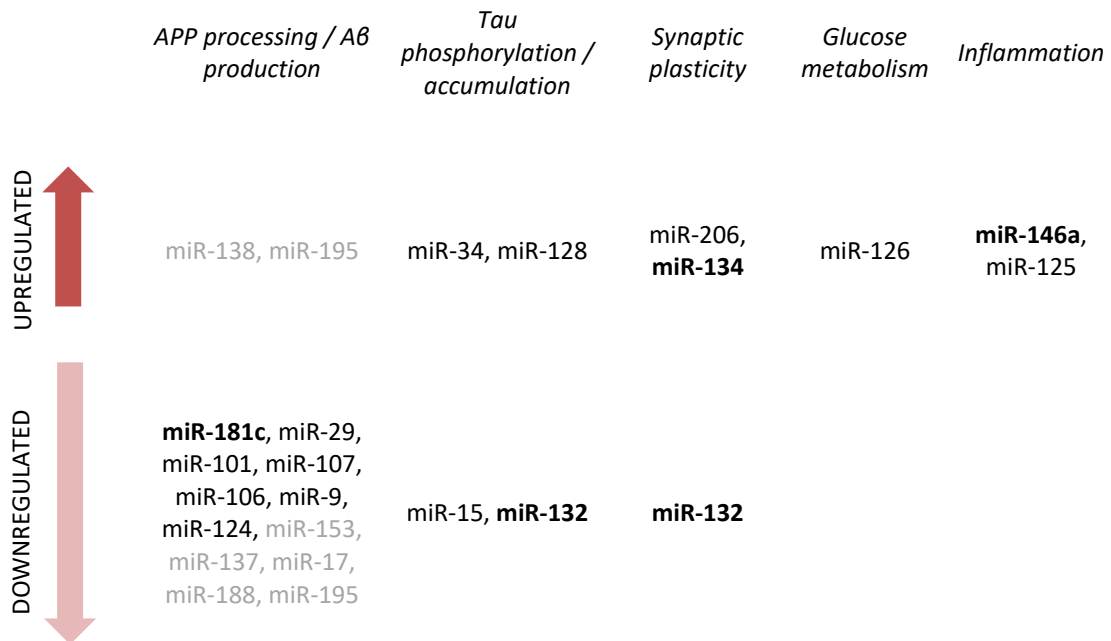 APP processing / Aβ
production
Tau
phosphorylation /
accumulation
Synaptic
plasticity
Glucose
metabolism
Inflammation
UPREGULATED
miR-138, miR-195
miR-34, miR-128
miR-206,
miR-134
miR-126
miR-146a,
miR-125
DOWNREGULATED
miR-181c, miR-29,
miR-101, miR-107,
miR-106, miR-9,
miR-124, miR-153,
miR-137, miR-17,
miR-188, miR-195
miR-15, miR-132
miR-132